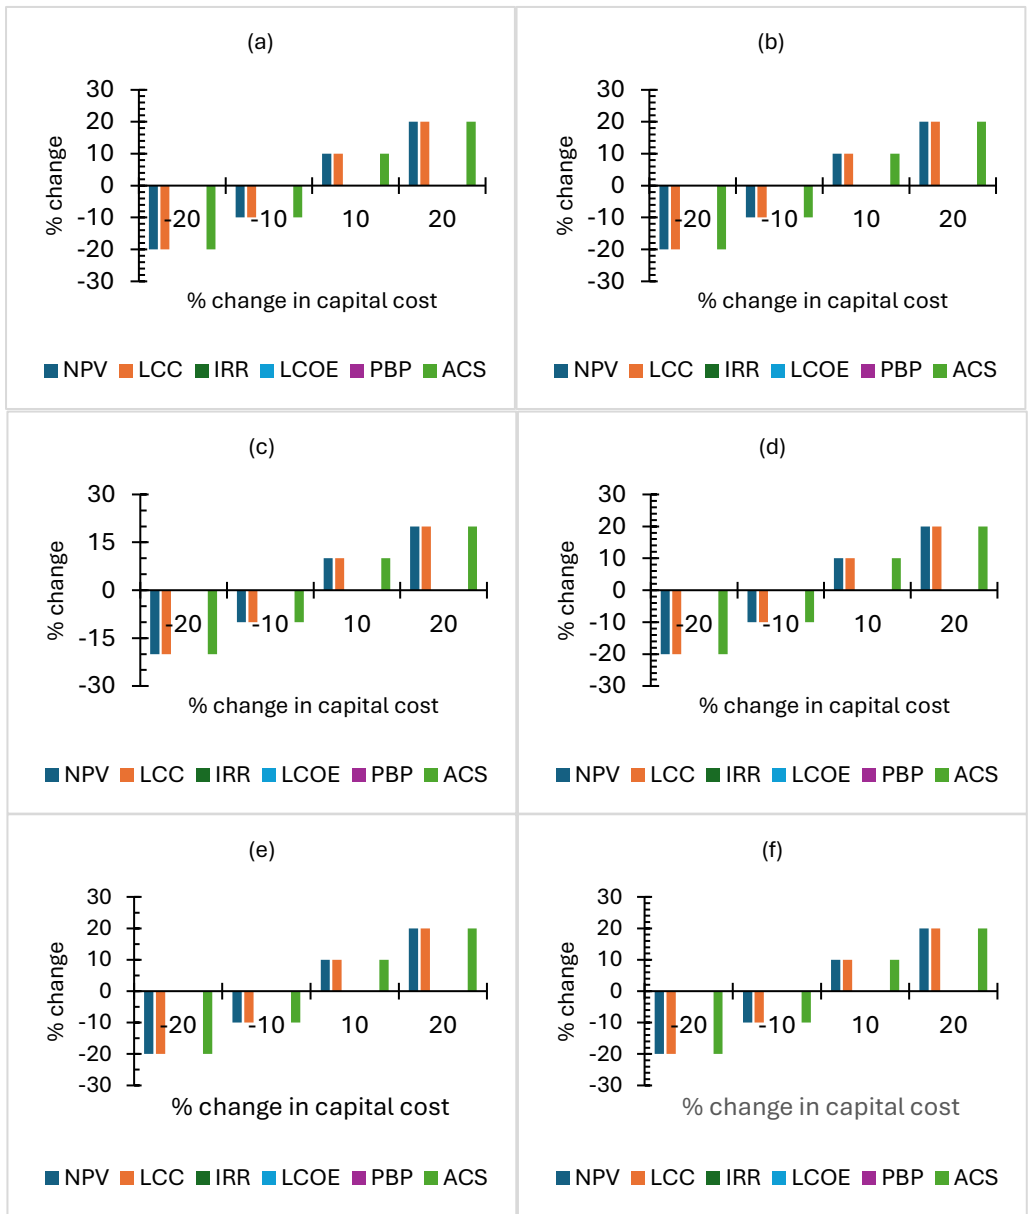 (a)
30
20
10
0
-10
-20
-30
% change
-20 -10 10 20
% change in capital cost
NPV LCC IRR LCOE PBP ACS
(b)
30
20
10
0
-10
-20
-30
% change
-20 -10 10 20
% change in capital cost
NPV LCC IRR LCOE PBP ACS
(c)
30
15
0
-15
-30
% change
-20 -10 10 20
% change in capital cost
NPV LCC IRR LCOE PBP ACS
(d)
30
20
10
0
-10
-20
-30
% change
-20 -10 10 20
% change in capital cost
NPV LCC IRR LCOE PBP ACS
(e)
30
20
10
0
-10
-20
-30
% change
-20 -10 10 20
% change in capital cost
NPV LCC IRR LCOE PBP ACS
(f)
30
20
10
0
-10
-20
-30
% change
-20 -10 10 20
% change in capital cost
NPV LCC IRR LCOE PBP ACS